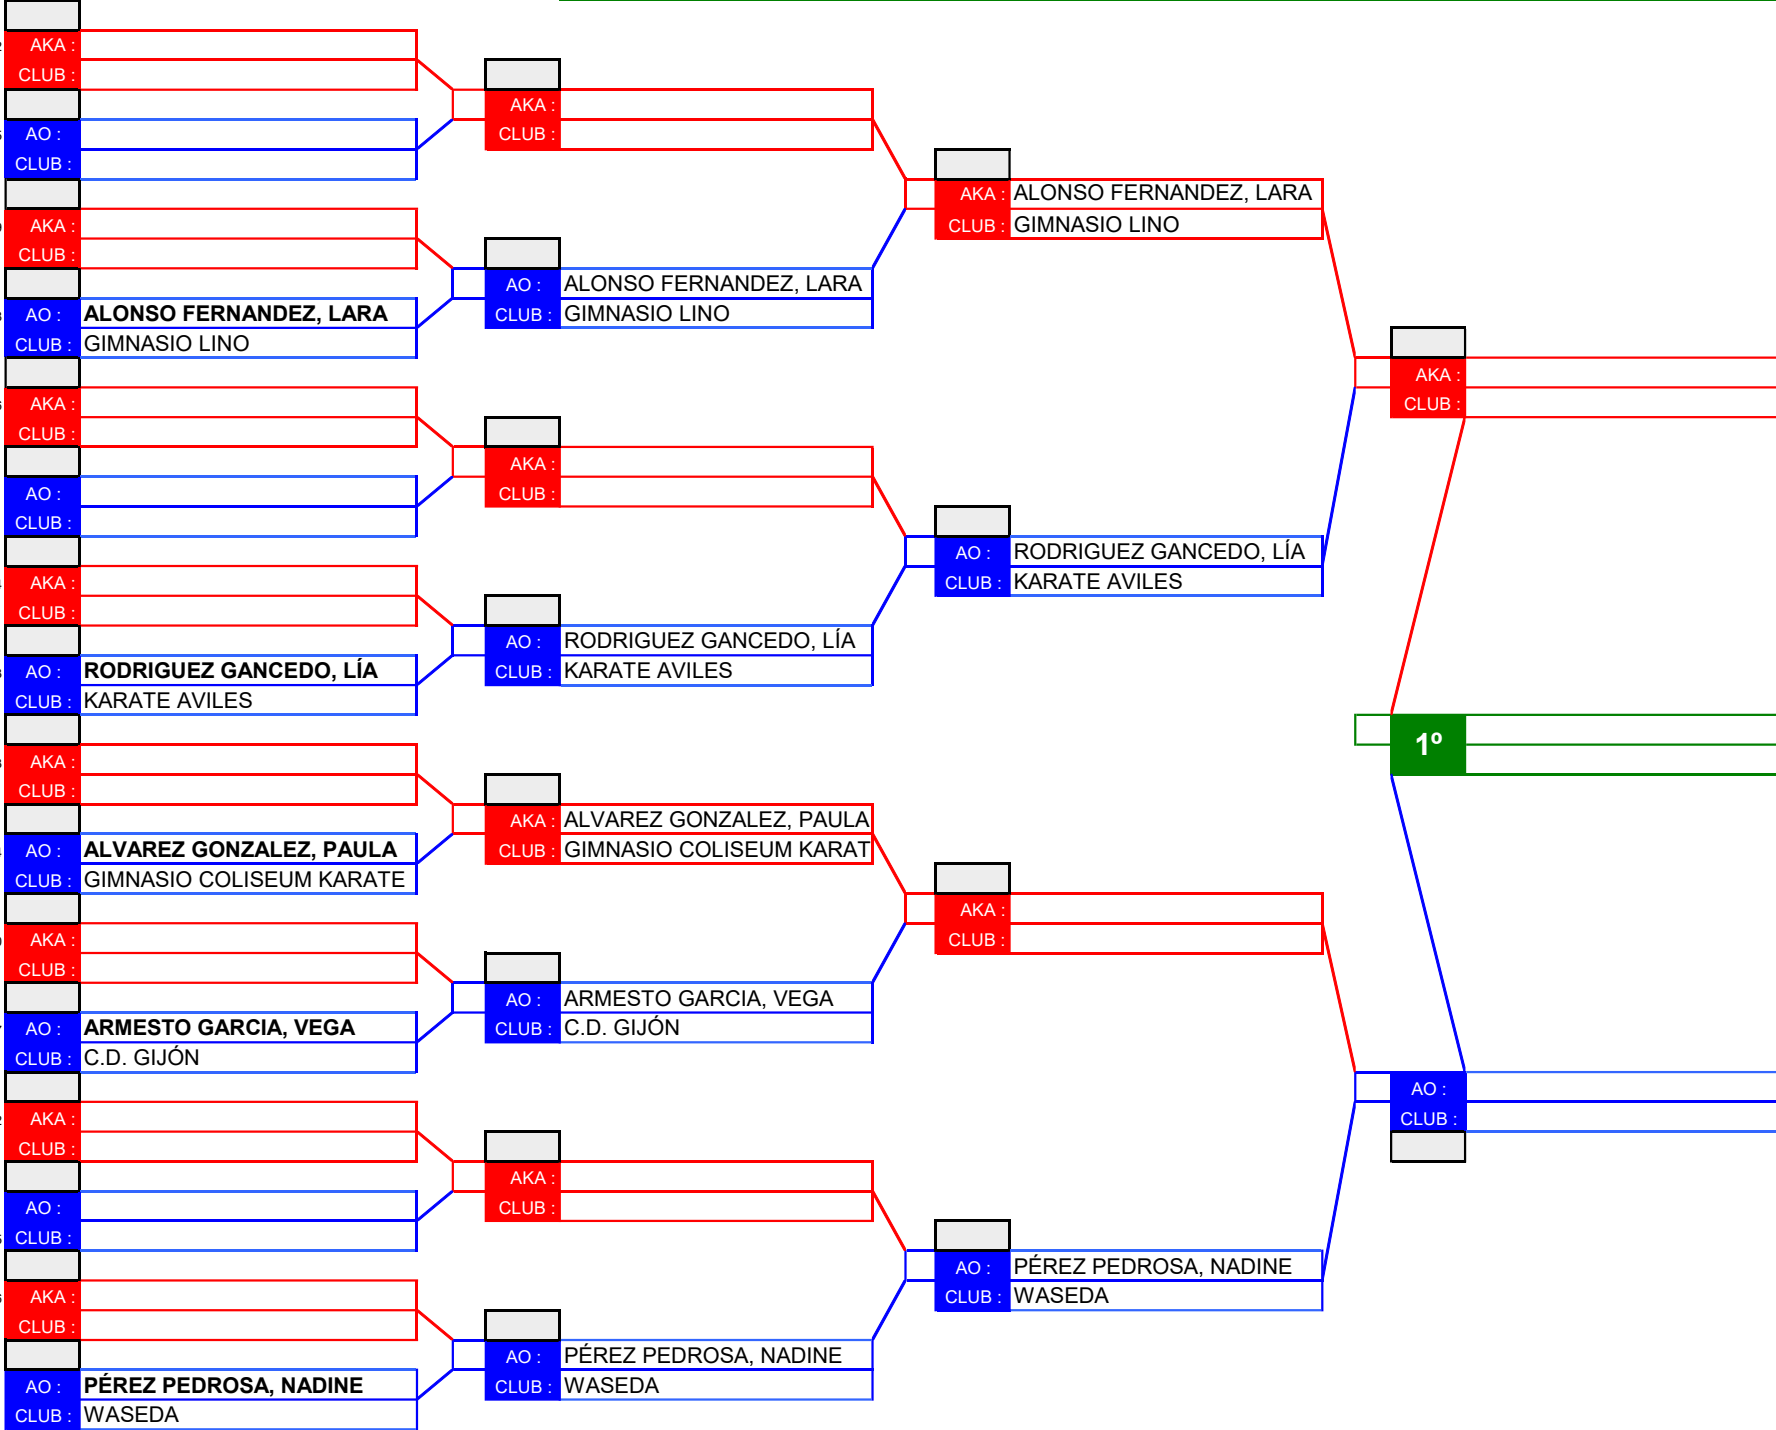 AKA :
CLUB :
AO :
CLUB :
AKA :
CLUB :
AO : ALONSO FERNANDEZ, LARA
CLUB : GIMNASIO LINO
AKA :
CLUB :
AO :
CLUB :
AKA :
CLUB :
AO : RODRIGUEZ GANCEDO, LÍA
CLUB : KARATE AVILES
AKA :
CLUB :
AO : ALVAREZ GONZALEZ, PAULA
CLUB : GIMNASIO COLISEUM KARATE
AKA :
CLUB :
AO : ARMESTO GARCIA, VEGA
CLUB : C.D. GIJÓN
AKA :
CLUB :
AO :
CLUB :
AKA :
CLUB :
AO : PÉREZ PEDROSA, NADINE
CLUB : WASEDA
AKA :
CLUB :
AO : ALONSO FERNANDEZ, LARA
CLUB : GIMNASIO LINO
AKA :
CLUB :
AO : RODRIGUEZ GANCEDO, LÍA
CLUB : KARATE AVILES
AKA : ALVAREZ GONZALEZ, PAULA
CLUB : GIMNASIO COLISEUM KARAT
AO : ARMESTO GARCIA, VEGA
CLUB : C.D. GIJÓN
AKA :
CLUB :
AO : PÉREZ PEDROSA, NADINE
CLUB : WASEDA
AKA : ALONSO FERNANDEZ, LARA
CLUB : GIMNASIO LINO
AO : RODRIGUEZ GANCEDO, LÍA
CLUB : KARATE AVILES
AKA :
CLUB :
AO : PÉREZ PEDROSA, NADINE
CLUB : WASEDA
AKA :
CLUB :
1º
AO :
CLUB :